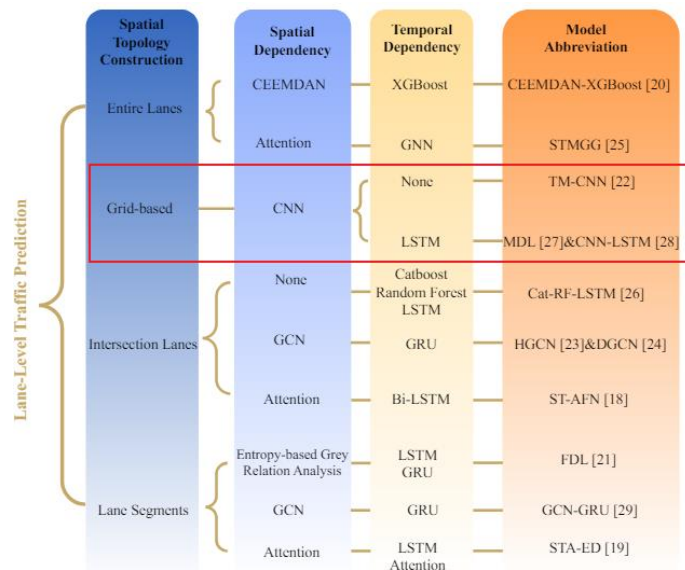 Spatial
Topology
Construction
Spatial
Dependency
Temporal
Dependency
Model
Abbreviation
Lane-Level Traffic Prediction
Entire Lanes
CEEMDAN
XGBoost
CEEMDAN-XGBoost [20]
Attention
GNN
STMGG [25]
Grid-based
CNN
None
TM-CNN [22]
LSTM
MDL [27]&CNN-LSTM [28]
Intersection Lanes
None
Catboost
Random Forest
LSTM
Cat-RF-LSTM [26]
GCN
GRU
HGCN [23]&DGCN [24]
Attention
Bi-LSTM
ST-AFN [18]
Lane Segments
Entropy-based Grey
Relation Analysis
LSTM
GRU
FDL [21]
GCN
GRU
GCN-GRU [29]
Attention
LSTM
Attention
STA-ED [19]